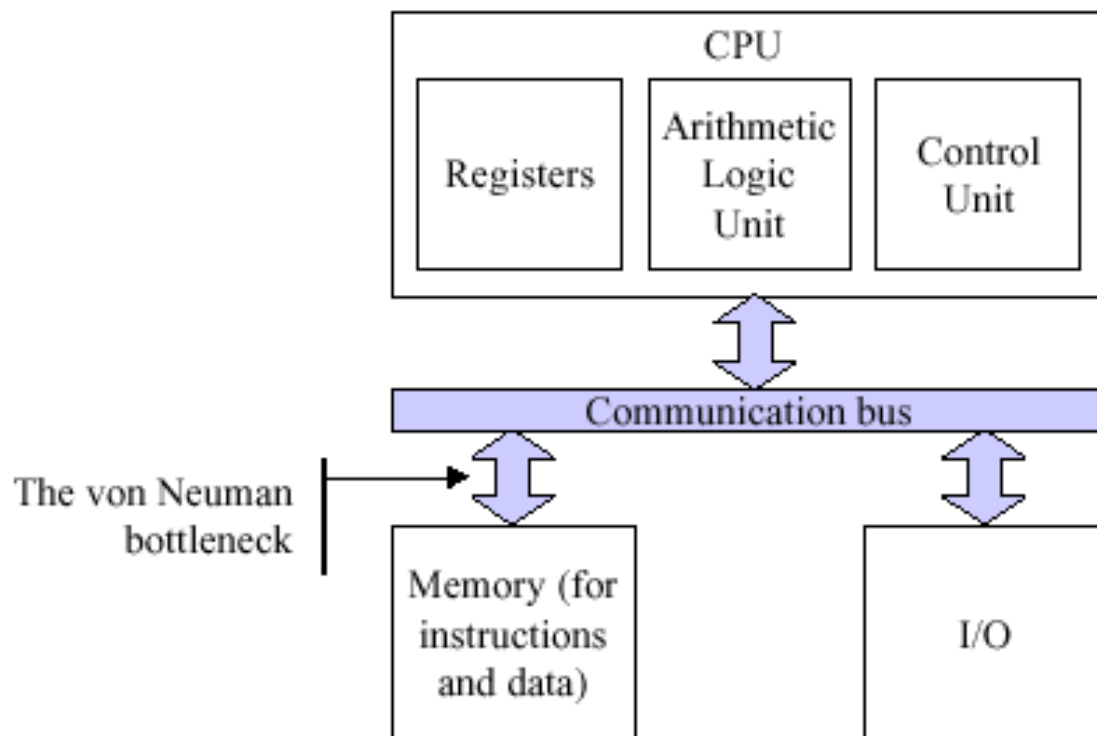 CPU
Registers
Arithmetic
Logic
Unit
Control
Unit
Communication bus
The von Neuman
bottleneck
Memory (for
instructions
and data)
I/O